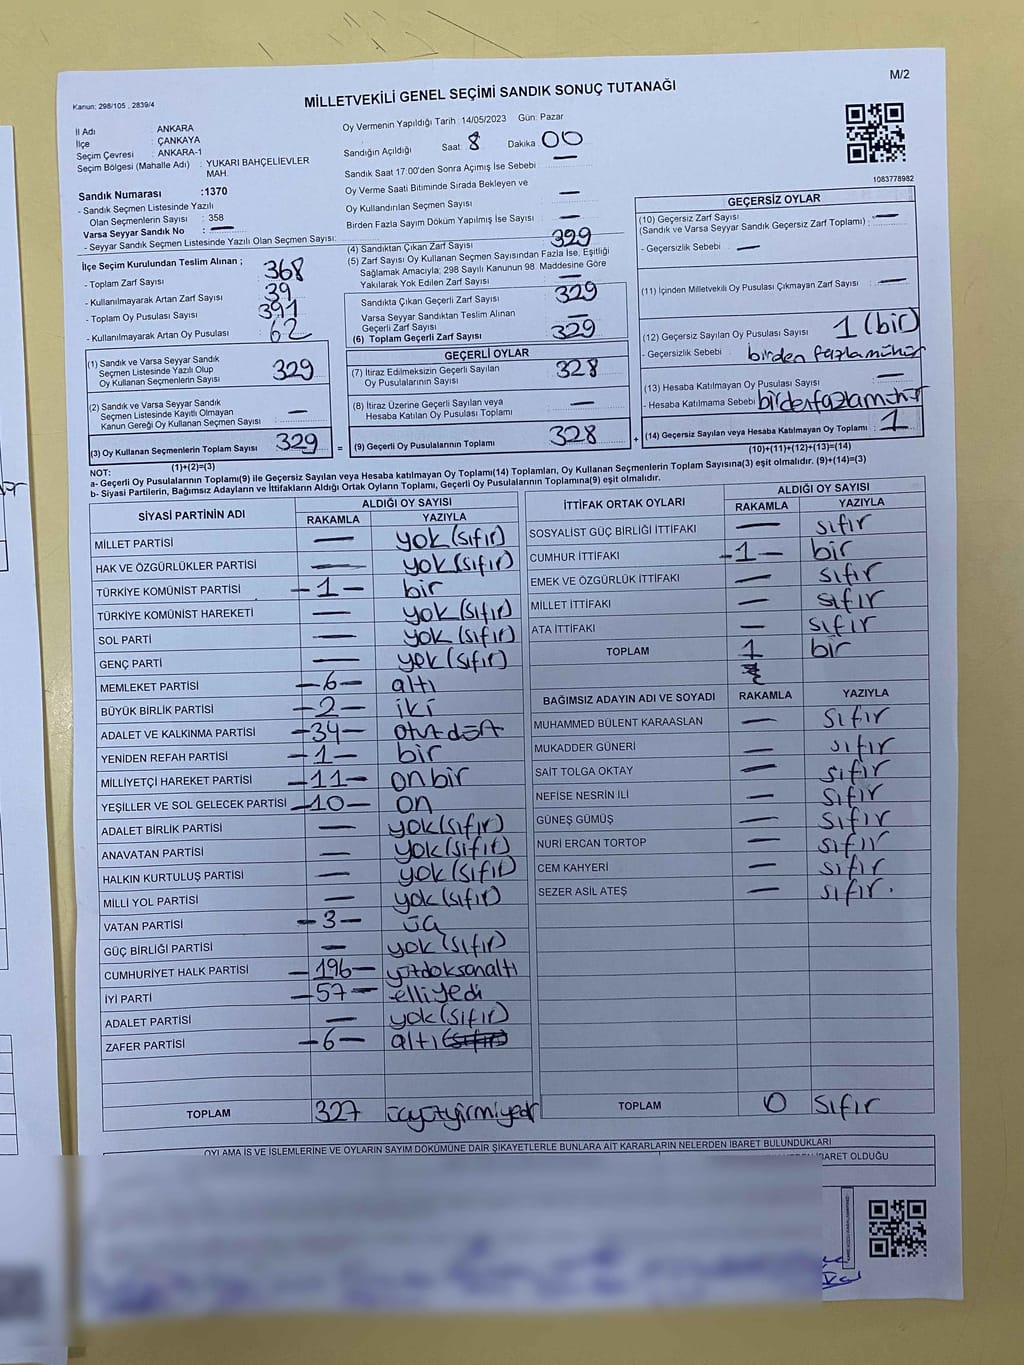 M/2
Kanun: 298/105 , 2839/4
MİLLETVEKİLİ GENEL SEÇİMİ SANDIK SONUÇ TUTANAĞI
İl Adı : ANKARA
İlçe : ÇANKAYA
Seçim Çevresi : ANKARA-1
Seçim Bölgesi (Mahalle Adı) : YUKARI BAHÇELİEVLER
MAH.
Sandık Numarası :1370
- Sandık Seçmen Listesinde Yazılı
Olan Seçmenlerin Sayısı : 358
Varsa Seyyar Sandık No : —
- Seyyar Sandık Seçmen Listesinde Yazılı Olan Seçmen Sayısı:
Oy Vermenin Yapıldığı Tarih : 14/05/2023 Gün: Pazar
Sandığın Açıldığı Saat: 8 Dakika: 00
Sandık Saat 17:00'den Sonra Açımış İse Sebebi : —
Oy Verme Saati Bitiminde Sırada Bekleyen ve
Oy Kullandırılan Seçmen Sayısı : —
Birden Fazla Sayım Döküm Yapılmış İse Sayısı : —
1083778982
İlçe Seçim Kurulundan Teslim Alınan ;
- Toplam Zarf Sayısı : 368
- Kullanılmayarak Artan Zarf Sayısı : 39
- Toplam Oy Pusulası Sayısı : 391
- Kullanılmayarak Artan Oy Pusulası : 62
(1) Sandık ve Varsa Seyyar Sandık
Seçmen Listesinde Yazılı Olup
Oy Kullanan Seçmenlerin Sayısı : 329
(2) Sandık ve Varsa Seyyar Sandık
Seçmen Listesinde Kayıtlı Olmayan
Kanun Gereği Oy Kullanan Seçmen Sayısı : —
(3) Oy Kullanan Seçmenlerin Toplam Sayısı : 329 =
(1)+(2)=(3)
(4) Sandıktan Çıkan Zarf Sayısı : 329
(5) Zarf Sayısı Oy Kullanan Seçmen Sayısından Fazla İse, Eşitliği
Sağlamak Amacıyla, 298 Sayılı Kanunun 98 Maddesine Göre
Yakılarak Yok Edilen Zarf Sayısı : —
Sandıkta Çıkan Geçerli Zarf Sayısı : 329
Varsa Seyyar Sandıktan Teslim Alınan
Geçerli Zarf Sayısı : —
(6) Toplam Geçerli Zarf Sayısı : 329
GEÇERLİ OYLAR
(7) İtiraz Edilmeksizin Geçerli Sayılan
Oy Pusulalarının Sayısı : 328
(8) İtiraz Üzerine Geçerli Sayılan veya
Hesaba Katılan Oy Pusulası Toplamı : —
(9) Geçerli Oy Pusulalarının Toplamı : 328 +
GEÇERSİZ OYLAR
(10) Geçersiz Zarf Sayısı
(Sandık ve Varsa Seyyar Sandık Geçersiz Zarf Toplamı) : —
- Geçersizlik Sebebi : —
(11) İçinden Milletvekili Oy Pusulası Çıkmayan Zarf Sayısı : —
(12) Geçersiz Sayılan Oy Pusulası Sayısı : 1 (bir)
- Geçersizlik Sebebi : birden fazla mühür
(13) Hesaba Katılmayan Oy Pusulası Sayısı : —
- Hesaba Katılmama Sebebi : birden fazla mühür
(14) Geçersiz Sayılan veya Hesaba Katılmayan Oy Toplamı : 1
(10)+(11)+(12)+(13)=(14)
NOT:
a- Geçerli Oy Pusulalarının Toplamı(9) ile Geçersiz Sayılan veya Hesaba katılmayan Oy Toplamı(14) Toplamları, Oy Kullanan Seçmenlerin Toplam Sayısına(3) eşit olmalıdır. (9)+(14)=(3)
b- Siyasi Partilerin, Bağımsız Adayların ve İttifakların Aldığı Ortak Oyların Toplamı, Geçerli Oy Pusulalarının Toplamına(9) eşit olmalıdır.
SİYASİ PARTİNİN ADI ALDIĞI OY SAYISI
RAKAMLA YAZIYLA
MİLLET PARTİSİ — yok (sıfır)
HAK VE ÖZGÜRLÜKLER PARTİSİ — yok (sıfır)
TÜRKİYE KOMÜNİST PARTİSİ -1- bir
TÜRKİYE KOMÜNİST HAREKETİ — yok (sıfır)
SOL PARTİ — yok (sıfır)
GENÇ PARTİ — yok (sıfır)
MEMLEKET PARTİSİ -6- altı
BÜYÜK BİRLİK PARTİSİ -2- iki
ADALET VE KALKINMA PARTİSİ -34- otuzdört
YENİDEN REFAH PARTİSİ -1- bir
MİLLİYETÇİ HAREKET PARTİSİ -11- onbir
YEŞİLLER VE SOL GELECEK PARTİSİ -10- on
ADALET BİRLİK PARTİSİ — yok (sıfır)
ANAVATAN PARTİSİ — yok (sıfır)
HALKIN KURTULUŞ PARTİSİ — yok (sıfır)
MİLLİ YOL PARTİSİ — yok (sıfır)
VATAN PARTİSİ -3- üç
GÜÇ BİRLİĞİ PARTİSİ — yok (sıfır)
CUMHURİYET HALK PARTİSİ -196- yüzdoksanaltı
İYİ PARTİ -57- elliyedi
ADALET PARTİSİ — yok (sıfır)
ZAFER PARTİSİ -6- altı (sıfır)
TOPLAM 327 üçyüzyirmiyedi
İTTİFAK ORTAK OYLARI ALDIĞI OY SAYISI
RAKAMLA YAZIYLA
SOSYALİST GÜÇ BİRLİĞİ İTTİFAKI — sıfır
CUMHUR İTTİFAKI -1- bir
EMEK VE ÖZGÜRLÜK İTTİFAKI — sıfır
MİLLET İTTİFAKI — sıfır
ATA İTTİFAKI — sıfır
TOPLAM 1 bir
BAĞIMSIZ ADAYIN ADI VE SOYADI RAKAMLA YAZIYLA
MUHAMMED BÜLENT KARAASLAN — sıfır
MUKADDER GÜNERİ — sıfır
SAİT TOLGA OKTAY — sıfır
NEFİSE NESRİN İLİ — sıfır
GÜNEŞ GÜMÜŞ — sıfır
NURİ ERCAN TORTOP — sıfır
CEM KAHYERİ — sıfır
SEZER ASIL ATEŞ — sıfır.
TOPLAM 0 sıfır
OYLAMA İŞ VE İŞLEMLERİNE VE OYLARIN SAYIM DÖKÜMÜNE DAİR ŞİKAYETLERLE BUNLARA AİT KARARLARIN NELERDEN İBARET BULUNDUKLARI
İBARET OLDUĞU